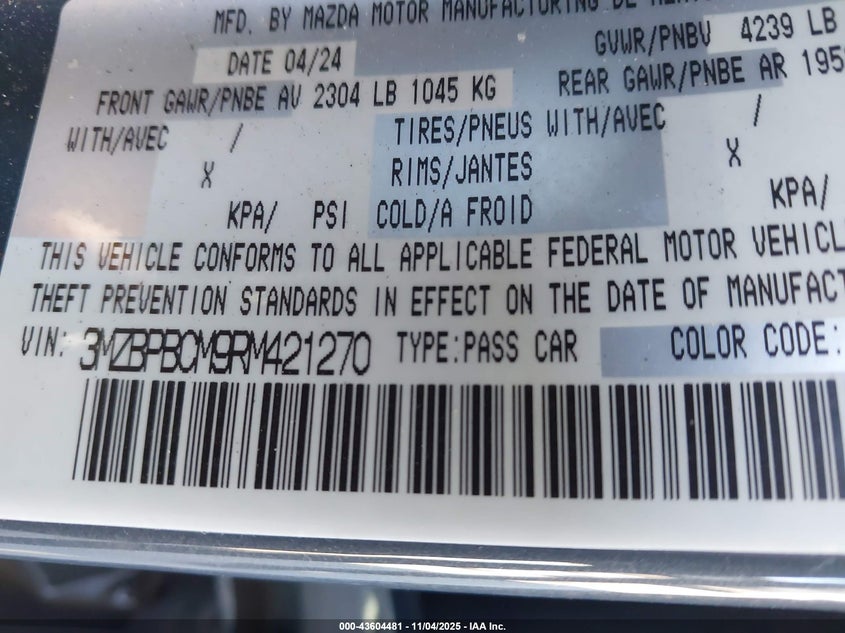 MFD. BY MAZDA MOTOR MANUFACTURING DE
DATE 04/24
GVWR/PNBV 4239 LB
FRONT GAWR/PNBE AV 2304 LB 1045 KG
REAR GAWR/PNBE AR 195
WITH/AVEC /
TIRES/PNEUS WITH/AVEC /
X
RIMS/JANTES
X
KPA/ PSI
COLD/A FROID
KPA/
THIS VEHICLE CONFORMS TO ALL APPLICABLE FEDERAL MOTOR VEHICL
THEFT PREVENTION STANDARDS IN EFFECT ON THE DATE OF MANUFACT
VIN: 3MZBPBCM9RM421270 TYPE:PASS CAR COLOR CODE:
000-43604481 - 11/04/2025 - IAA Inc.